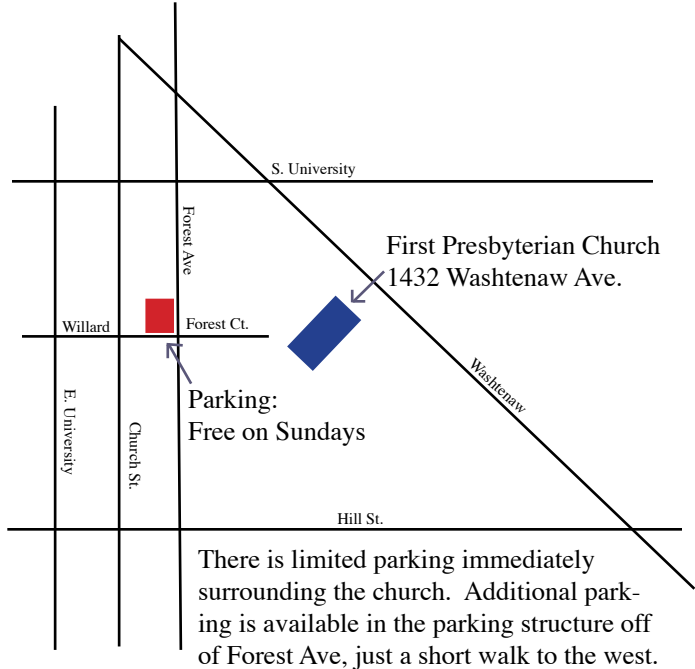 S. University
Forest Ave
First Presbyterian Church
1432 Washtenaw Ave.
Willard
Forest Ct.
Washtenaw
Parking:
Free on Sundays
E. University
Church St.
Hill St.
There is limited parking immediately
surrounding the church.  Additional park-
ing is available in the parking structure off
of Forest Ave, just a short walk to the west.